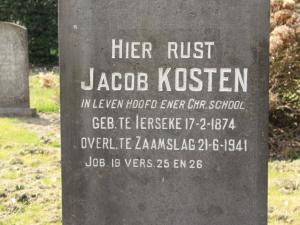 HIER RUST
JACOB KOSTEN
IN LEVEN HOOFD ENER CHR. SCHOOL
GEB. TE IERSEKE 17-2-1874
OVERL. TE ZAAMSLAG 21-6-1941
JOB. 19 VERS. 25 EN 26